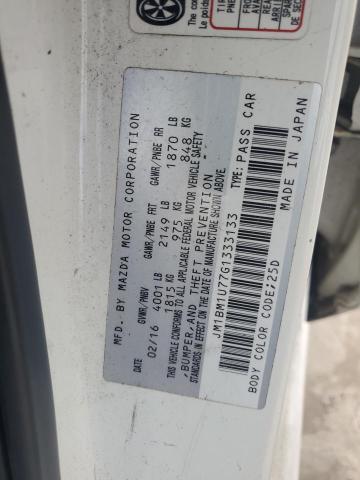 MFD. BY MAZDA MOTOR CORPORATION
DATE GVWR/PNBV GAWR/PNBE FRT GAWR/PNBE RR
02/16 4001 LB 2149 LB 1870 LB
1815 KG 975 KG 848 KG
THIS VEHICLE CONFORMS TO ALL APPLICABLE FEDERAL MOTOR VEHICLE SAFETY
, BUMPER, AND THEFT PREVENTION
STANDARDS IN EFFECT ON THE DATE OF MANUFACTURE SHOWN ABOVE
JM1BM1U77G1333133 TYPE: PASS CAR
BODY COLOR CODE;25D MADE IN JAPAN
The
Le poids